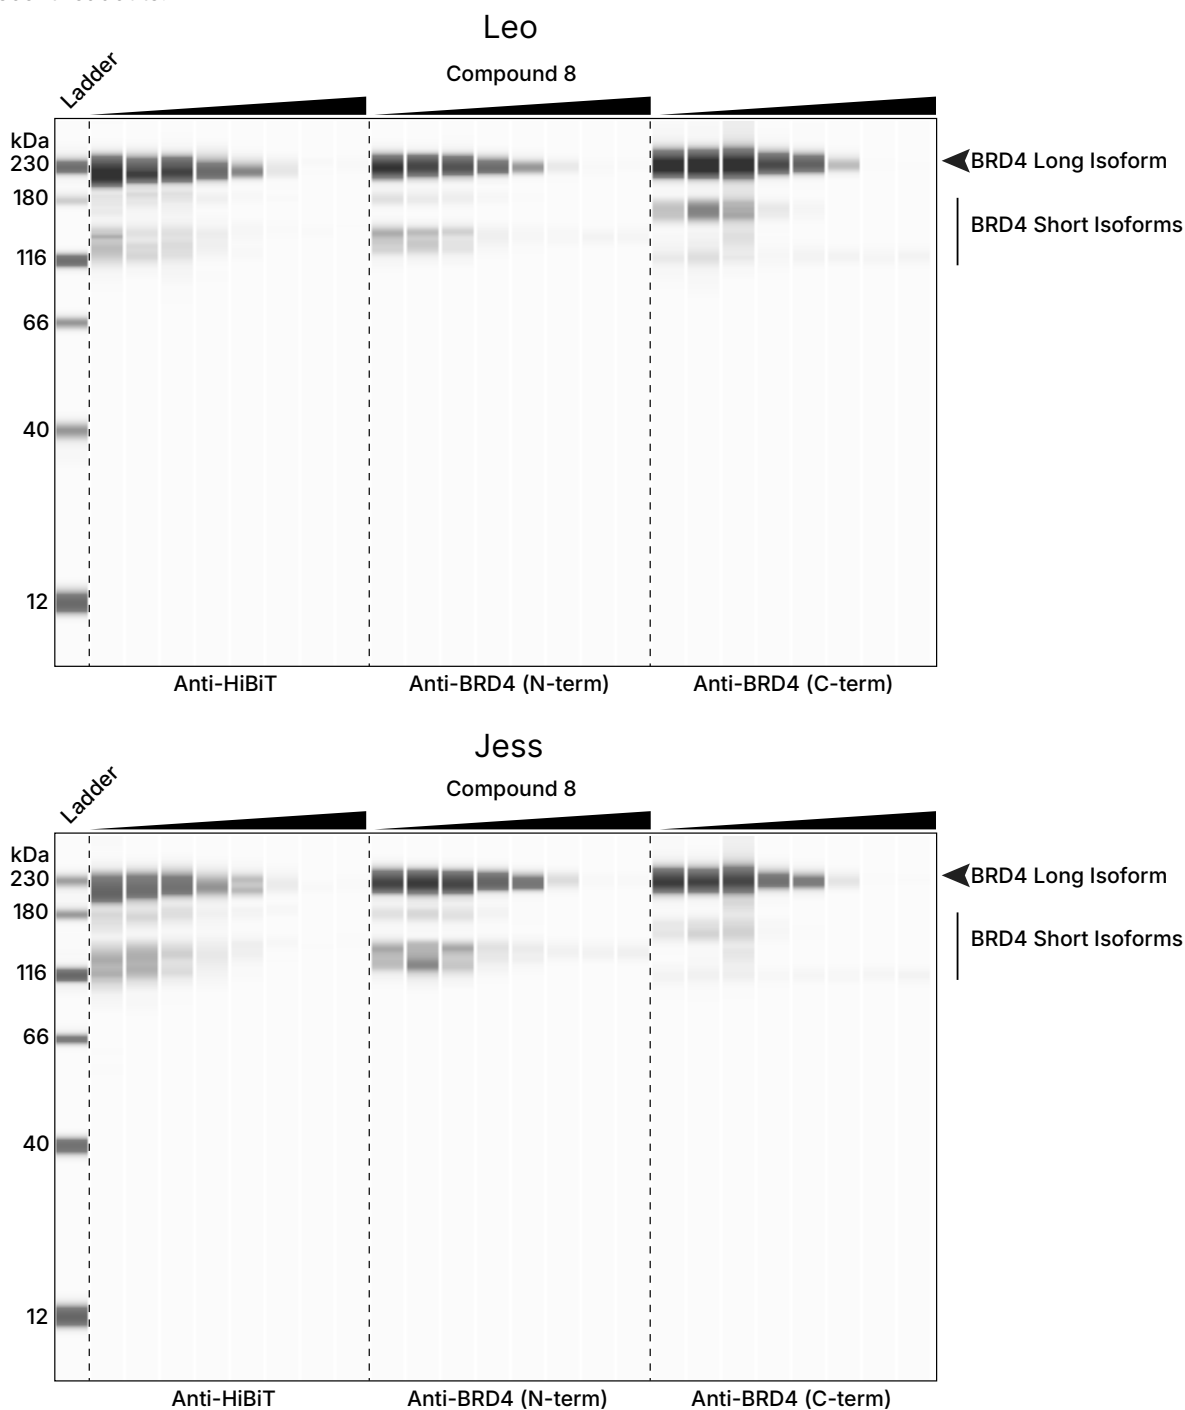 Leo
Ladder
Compound 8
kDa
230
180
116
66
40
12
BRD4 Long Isoform
BRD4 Short Isoforms
Anti-HiBiT
Anti-BRD4 (N-term)
Anti-BRD4 (C-term)
Jess
Ladder
Compound 8
kDa
230
180
116
66
40
12
BRD4 Long Isoform
BRD4 Short Isoforms
Anti-HiBiT
Anti-BRD4 (N-term)
Anti-BRD4 (C-term)